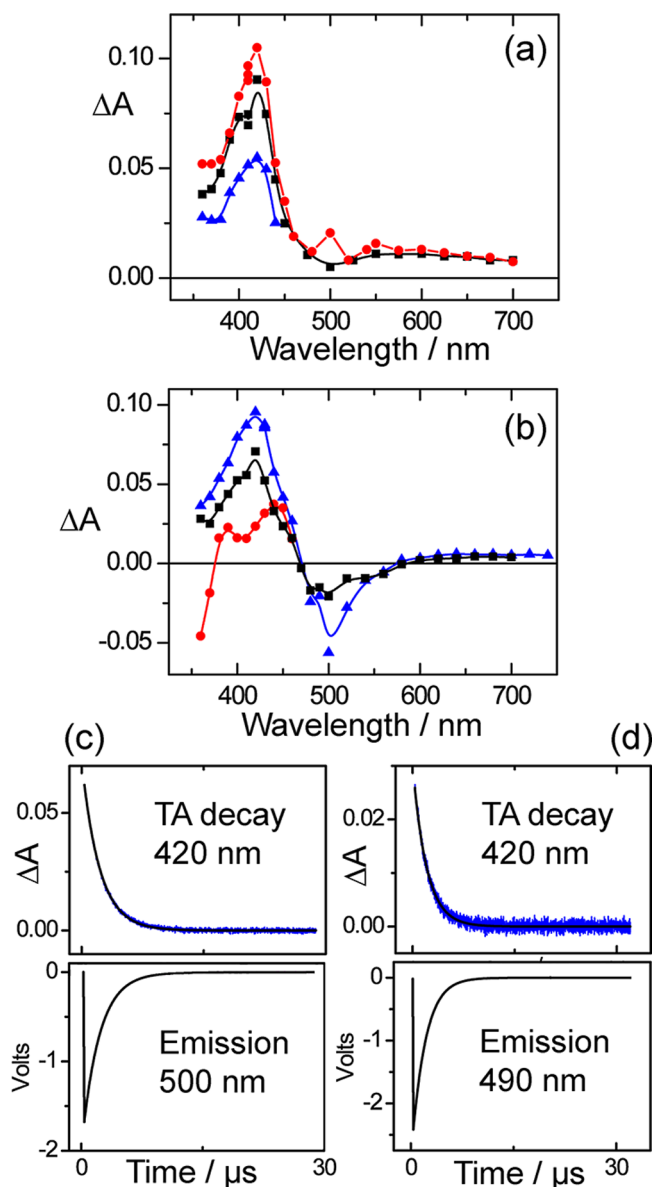 (a)
0.10
ΔA
0.05
0.00
400 500 600 700
Wavelength / nm
(b)
0.10
0.05
ΔA
0.00
-0.05
400 500 600 700
Wavelength / nm
(c) (d)
0.05
ΔA
0.00
TA decay
420 nm
0.02
ΔA
0.00
TA decay
420 nm
0
-1
-2
Volts
Emission
500 nm
0
-1
-2
Volts
Emission
490 nm
0 30
Time / µs
0 30
Time / µs